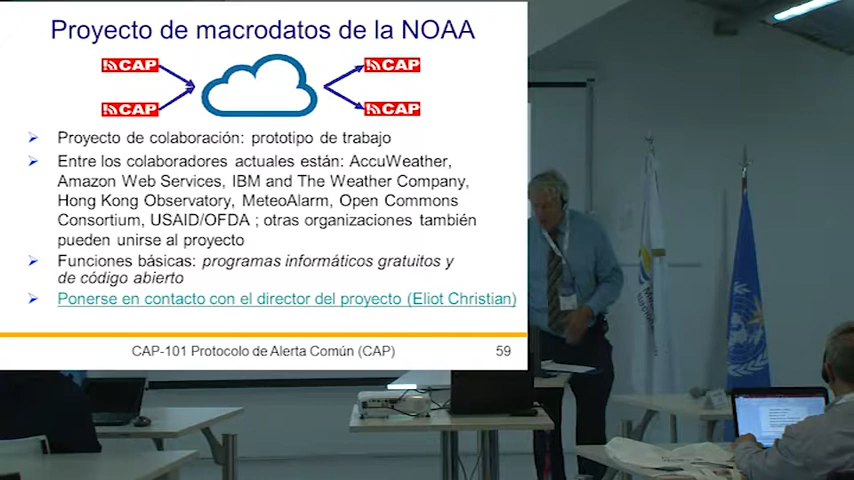 Proyecto de macrodatos de la NOAA
CAP
CAP
CAP
CAP
Proyecto de colaboración: prototipo de trabajo
Entre los colaboradores actuales están: AccuWeather,
Amazon Web Services, IBM and The Weather Company,
Hong Kong Observatory, MeteoAlarm, Open Commons
Consortium, USAID/OFDA ; otras organizaciones también
pueden unirse al proyecto
Funciones básicas: programas informáticos gratuitos y
de código abierto
Ponerse en contacto con el director del proyecto (Eliot Christian)
CAP-101 Protocolo de Alerta Común (CAP)
59